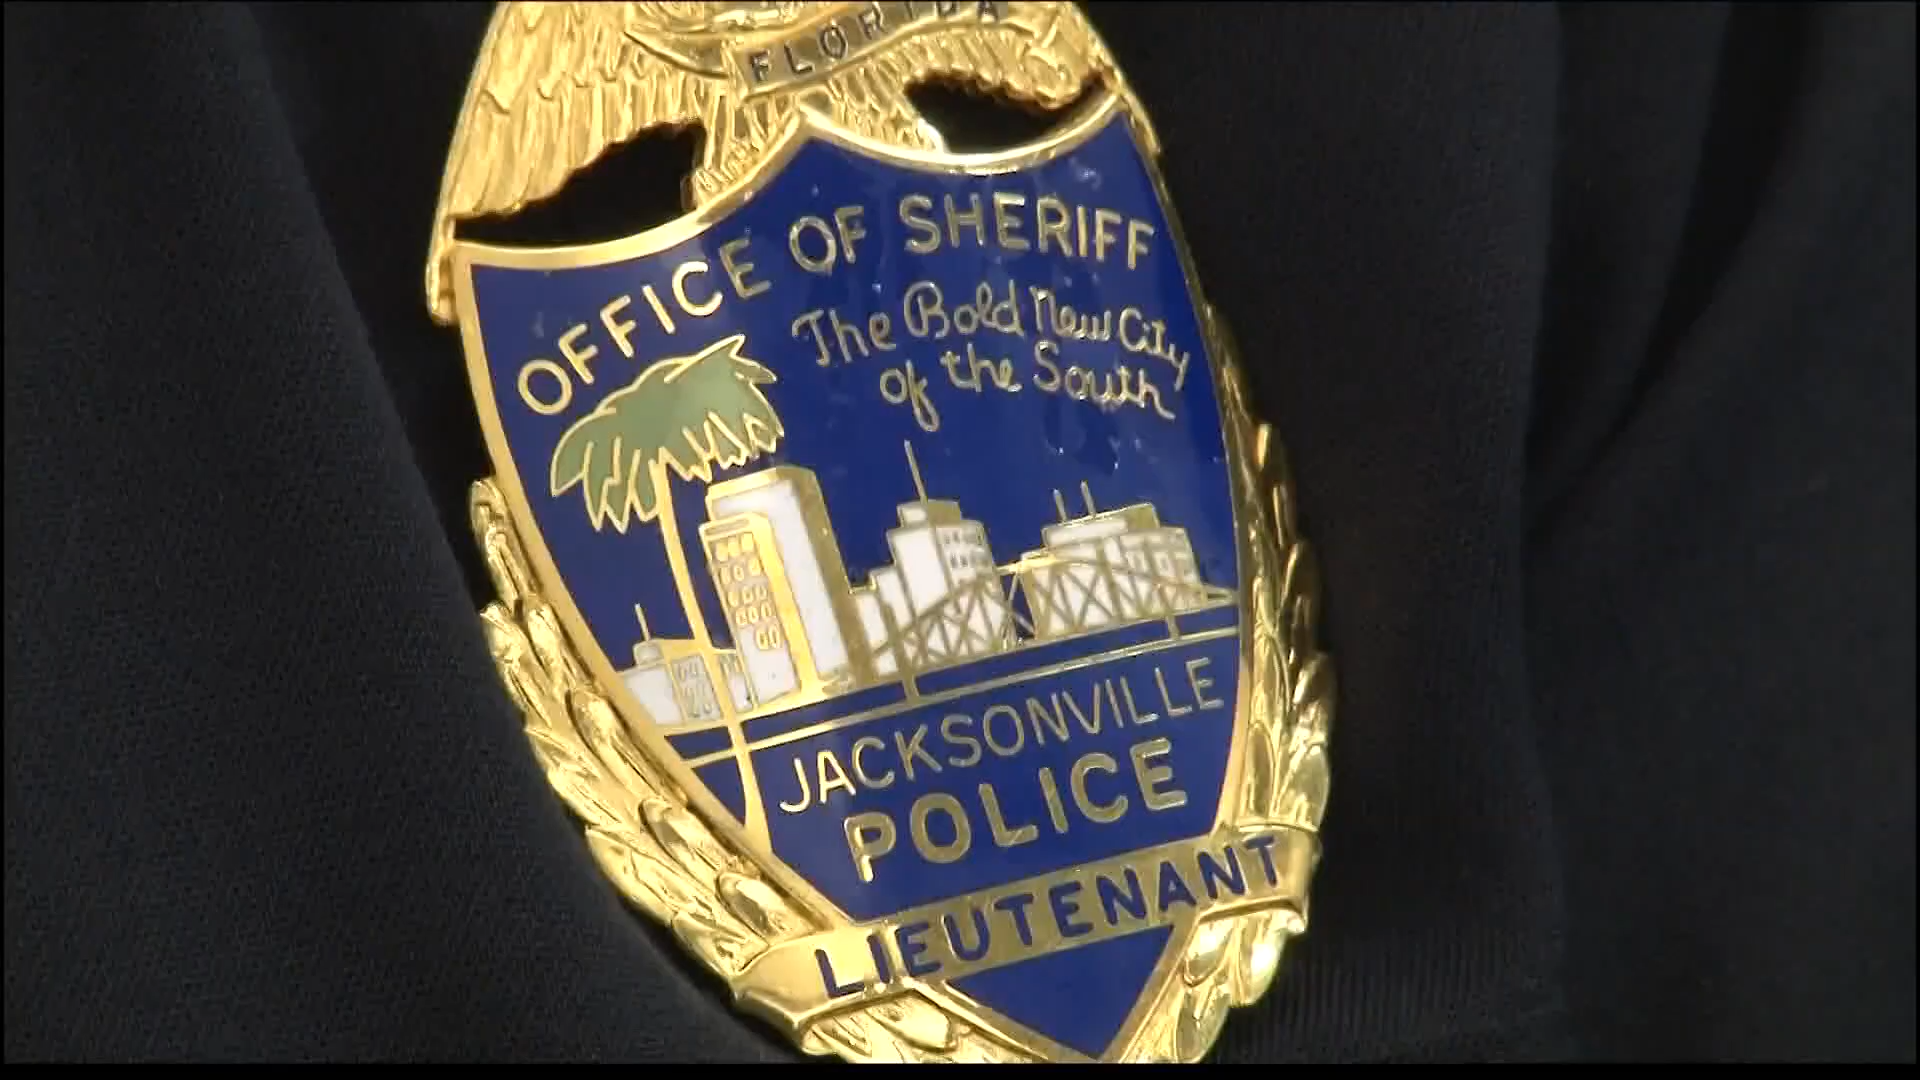 FLORIDA
OFFICE OF SHERIFF
The Bold New City
of the South
JACKSONVILLE
POLICE
LIEUTENANT